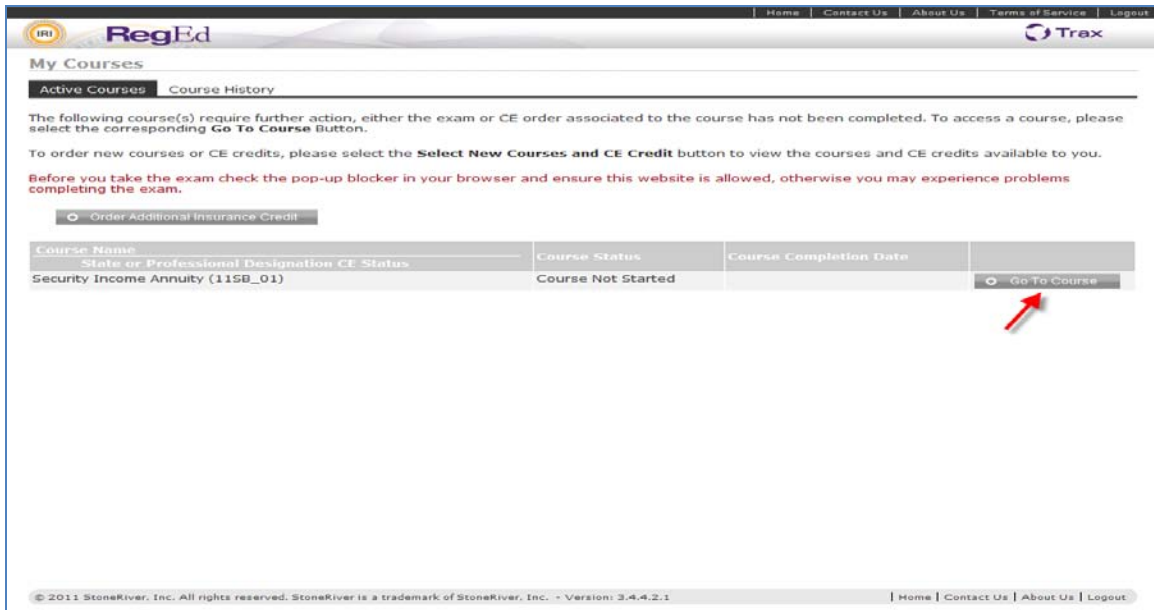 Home | Contact Us | About Us | Terms of Service | Logout
IRI RegEd Trax
My Courses
Active Courses Course History
The following course(s) require further action, either the exam or CE order associated to the course has not been completed. To access a course, please
select the corresponding Go To Course Button.
To order new courses or CE credits, please select the Select New Courses and CE Credit button to view the courses and CE credits available to you.
Before you take the exam check the pop-up blocker in your browser and ensure this website is allowed, otherwise you may experience problems
completing the exam.
Order Additional Insurance Credit
Course Name
State or Professional Designation CE Status Course Status Course Completion Date
Security Income Annuity (11SB_01) Course Not Started Go To Course
© 2011 StoneRiver, Inc. All rights reserved. StoneRiver is a trademark of StoneRiver, Inc. - Version: 3.4.4.2.1 | Home | Contact Us | About Us | Logout